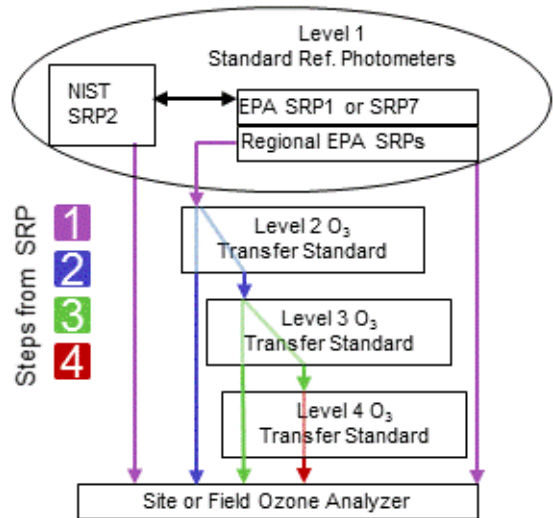 Level 1
Standard Ref. Photometers
NIST
SRP2
EPA SRP1 or SRP7
Regional EPA SRPs
Steps from SRP
1
2
3
4
Level 2 O₃
Transfer Standard
Level 3 O₃
Transfer Standard
Level 4 O₃
Transfer Standard
Site or Field Ozone Analyzer